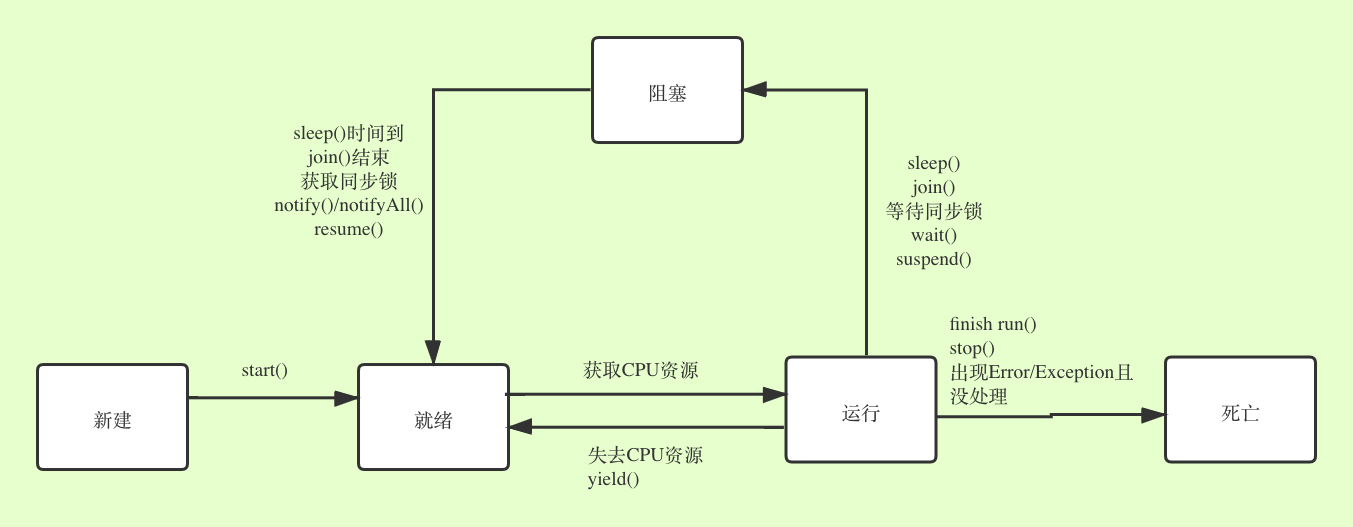 阻塞
sleep()时间到
join()结束
获取同步锁
notify()/notifyAll()
resume()
sleep()
join()
等待同步锁
wait()
suspend()
新建
start()
就绪
获取CPU资源
失去CPU资源
yield()
运行
finish run()
stop()
出现Error/Exception且
没处理
死亡